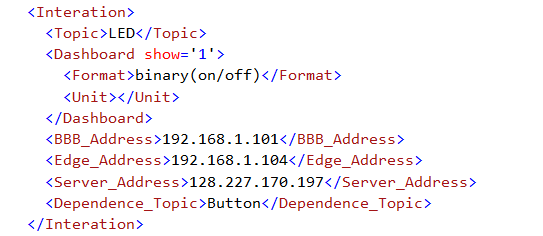 <Interation>
<Topic>LED</Topic>
<Dashboard show='1'>
<Format>binary(on/off)</Format>
<Unit></Unit>
</Dashboard>
<BBB_Address>192.168.1.101</BBB_Address>
<Edge_Address>192.168.1.104</Edge_Address>
<Server_Address>128.227.170.197</Server_Address>
<Dependence_Topic>Button</Dependence_Topic>
</Interation>